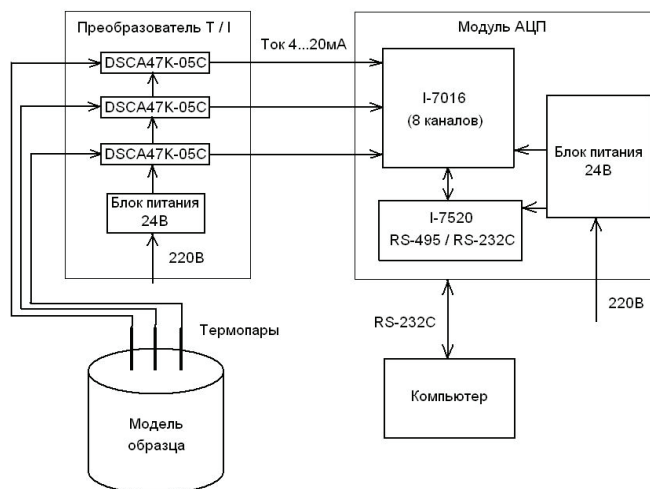 Преобразователь Т / I
DSCA47K-05C
DSCA47K-05C
DSCA47K-05C
Блок питания
24В
220В
Ток 4...20мА
Модуль АЦП
I-7016
(8 каналов)
Блок питания
24В
I-7520
RS-495 / RS-232C
220В
RS-232C
Компьютер
Термопары
Модель
образца